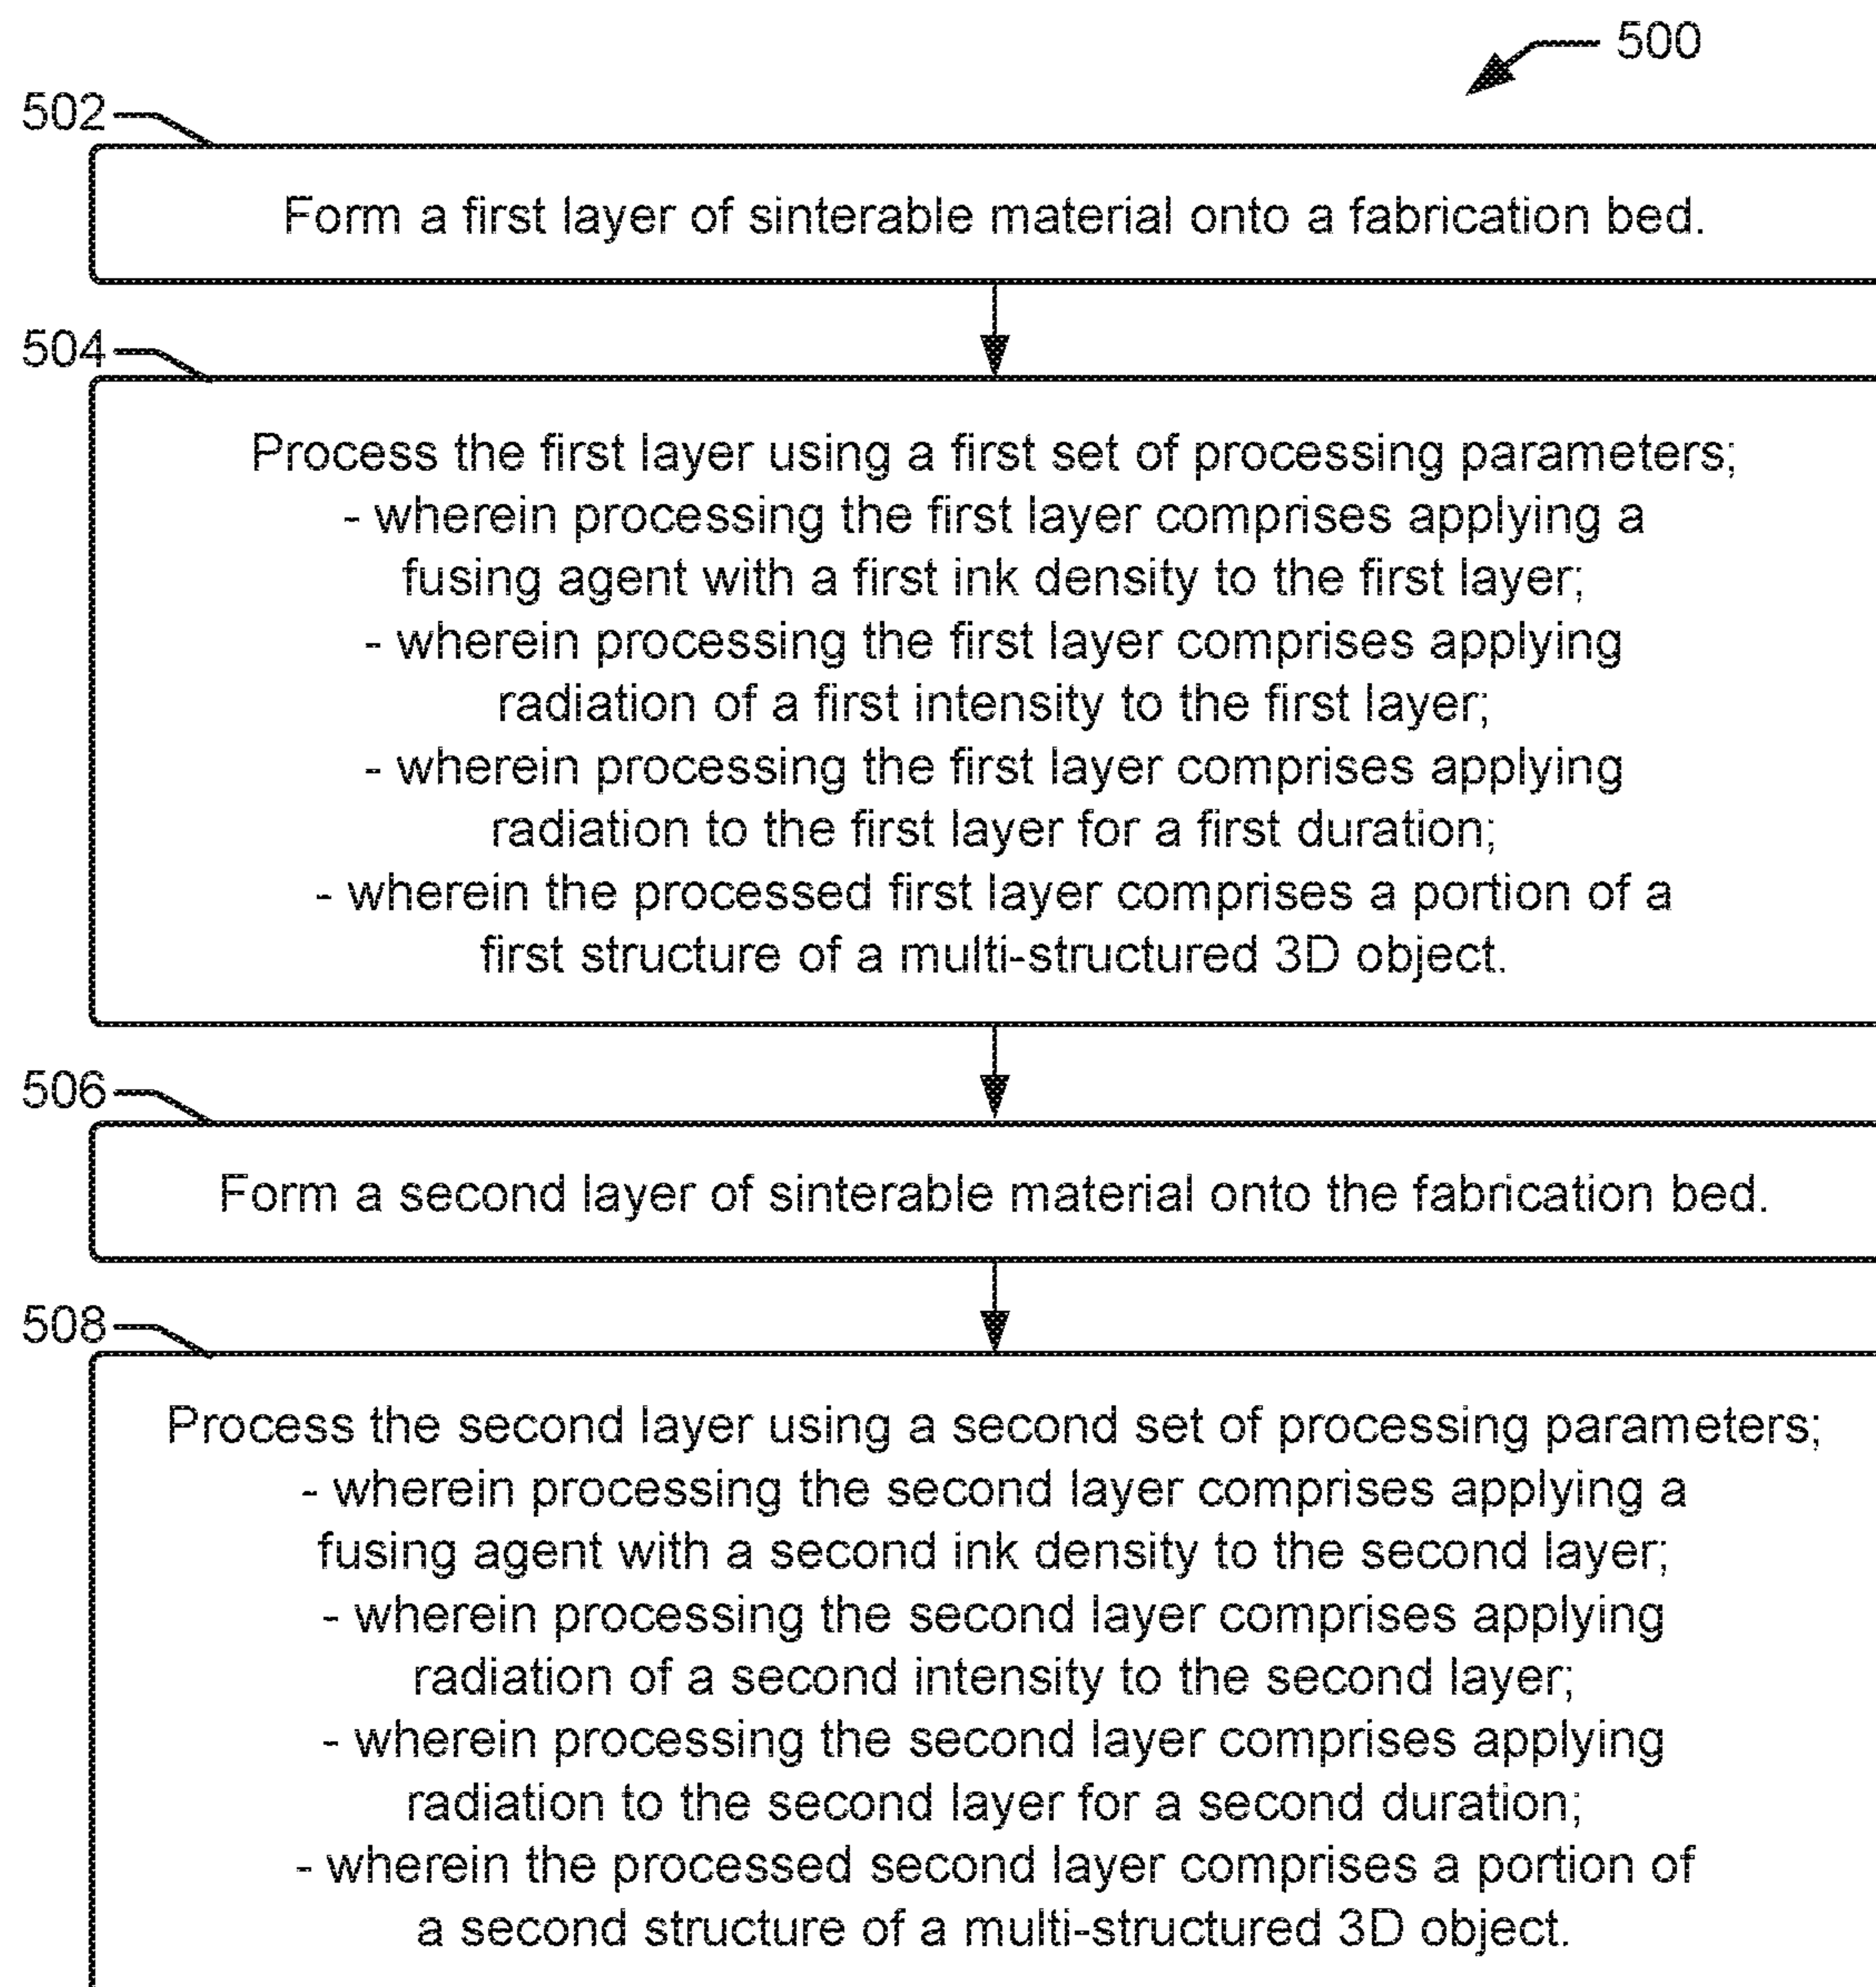 500
502
Form a first layer of sinterable material onto a fabrication bed.
504
Process the first layer using a first set of processing parameters;
- wherein processing the first layer comprises applying a
fusing agent with a first ink density to the first layer;
- wherein processing the first layer comprises applying
radiation of a first intensity to the first layer;
- wherein processing the first layer comprises applying
radiation to the first layer for a first duration;
- wherein the processed first layer comprises a portion of a
first structure of a multi-structured 3D object.
506
Form a second layer of sinterable material onto the fabrication bed.
508
Process the second layer using a second set of processing parameters;
- wherein processing the second layer comprises applying a
fusing agent with a second ink density to the second layer;
- wherein processing the second layer comprises applying
radiation of a second intensity to the second layer;
- wherein processing the second layer comprises applying
radiation to the second layer for a second duration;
- wherein the processed second layer comprises a portion of
a second structure of a multi-structured 3D object.